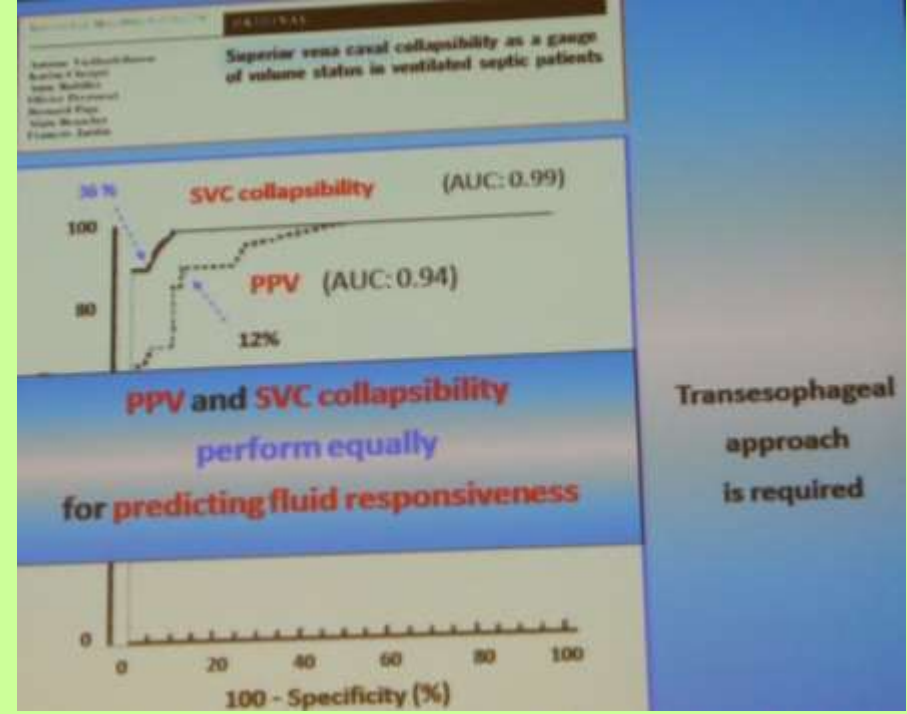 ORIGINAL
Superior vena caval collapsibility as a gauge
of volume status in ventilated septic patients
36 %
SVC collapsibility (AUC: 0.99)
100
PPV (AUC: 0.94)
80
12%
PPV and SVC collapsibility
perform equally
for predicting fluid responsiveness
Transesophageal
approach
is required
0
0 20 40 60 80 100
100 - Specificity (%)